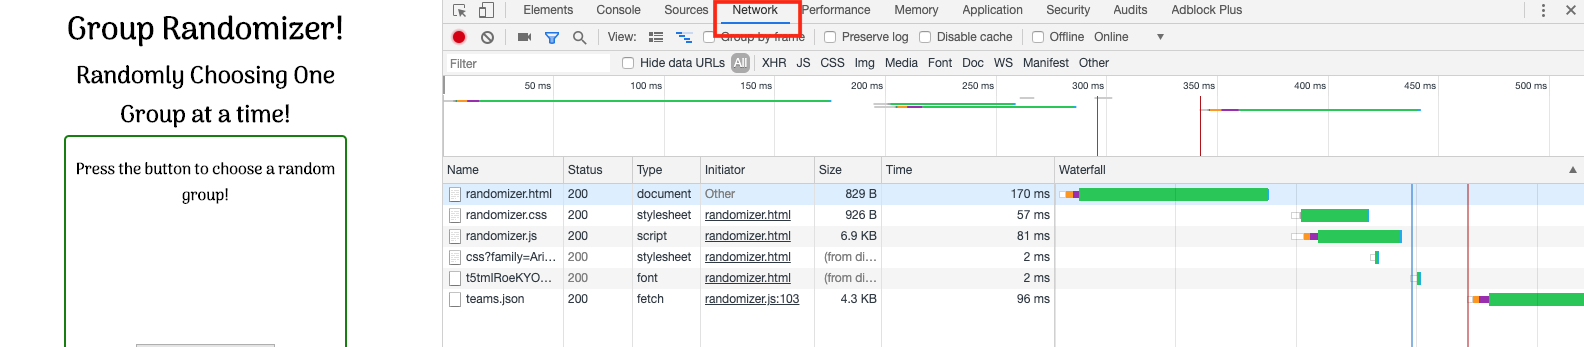 Group Randomizer!
Randomly Choosing One
Group at a time!
Press the button to choose a random
group!
Elements Console Sources Network Performance Memory Application Security Audits Adblock Plus
View: Group by frame Preserve log Disable cache Offline Online
Filter Hide data URLs All XHR JS CSS Img Media Font Doc WS Manifest Other
50 ms 100 ms 150 ms 200 ms 250 ms 300 ms 350 ms 400 ms 450 ms 500 ms
Name Status Type Initiator Size Time Waterfall
randomizer.html 200 document Other 829 B 170 ms
randomizer.css 200 stylesheet randomizer.html 926 B 57 ms
randomizer.js 200 script randomizer.html 6.9 KB 81 ms
css?family=Ari... 200 stylesheet randomizer.html (from di... 2 ms
t5tmIRoeKYO... 200 font randomizer.html (from di... 2 ms
teams.json 200 fetch randomizer.js:103 4.3 KB 96 ms